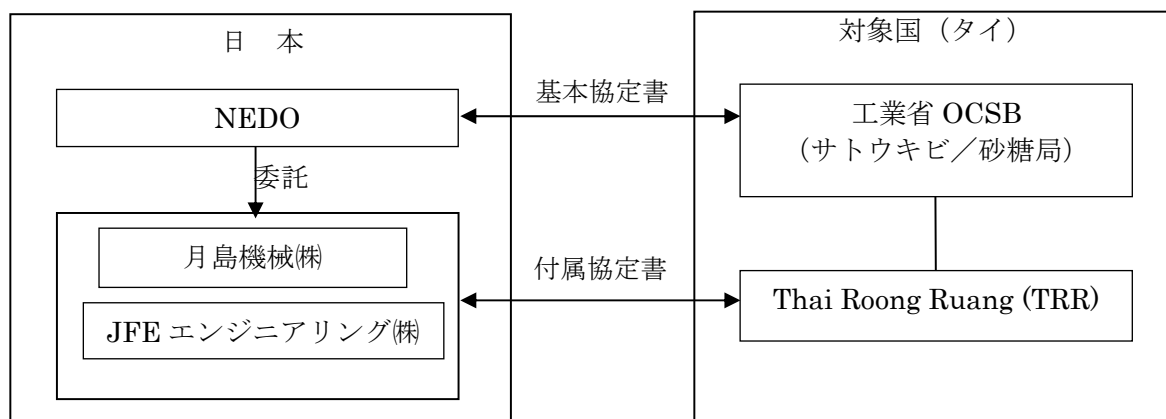 日　本
対象国（タイ）
基本協定書
NEDO
工業省 OCSB
（サトウキビ／砂糖局）
委託
月島機械㈱
付属協定書
JFE エンジニアリング㈱
Thai Roong Ruang (TRR)